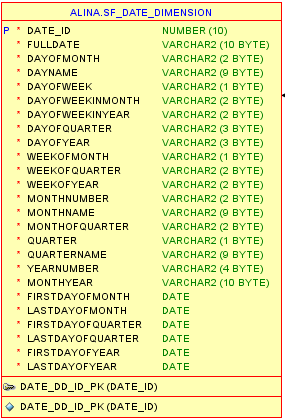 ALINA.SF_DATE_DIMENSION
P * DATE_ID NUMBER (10)
* FULLDATE VARCHAR2 (10 BYTE)
* DAYOFMONTH VARCHAR2 (2 BYTE)
* DAYNAME VARCHAR2 (9 BYTE)
* DAYOFWEEK VARCHAR2 (1 BYTE)
* DAYOFWEEKINMONTH VARCHAR2 (2 BYTE)
* DAYOFWEEKINYEAR VARCHAR2 (2 BYTE)
* DAYOFQUARTER VARCHAR2 (3 BYTE)
* DAYOFYEAR VARCHAR2 (3 BYTE)
* WEEKOFMONTH VARCHAR2 (1 BYTE)
* WEEKOFQUARTER VARCHAR2 (2 BYTE)
* WEEKOFYEAR VARCHAR2 (2 BYTE)
* MONTHNUMBER VARCHAR2 (2 BYTE)
* MONTHNAME VARCHAR2 (9 BYTE)
* MONTHOFQUARTER VARCHAR2 (2 BYTE)
* QUARTER VARCHAR2 (1 BYTE)
* QUARTERNAME VARCHAR2 (9 BYTE)
* YEARNUMBER VARCHAR2 (4 BYTE)
* MONTHYEAR VARCHAR2 (10 BYTE)
* FIRSTDAYOFMONTH DATE
* LASTDAYOFMONTH DATE
* FIRSTDAYOFQUARTER DATE
* LASTDAYOFQUARTER DATE
* FIRSTDAYOFYEAR DATE
* LASTDAYOFYEAR DATE
DATE_DD_ID_PK (DATE_ID)
DATE_DD_ID_PK (DATE_ID)